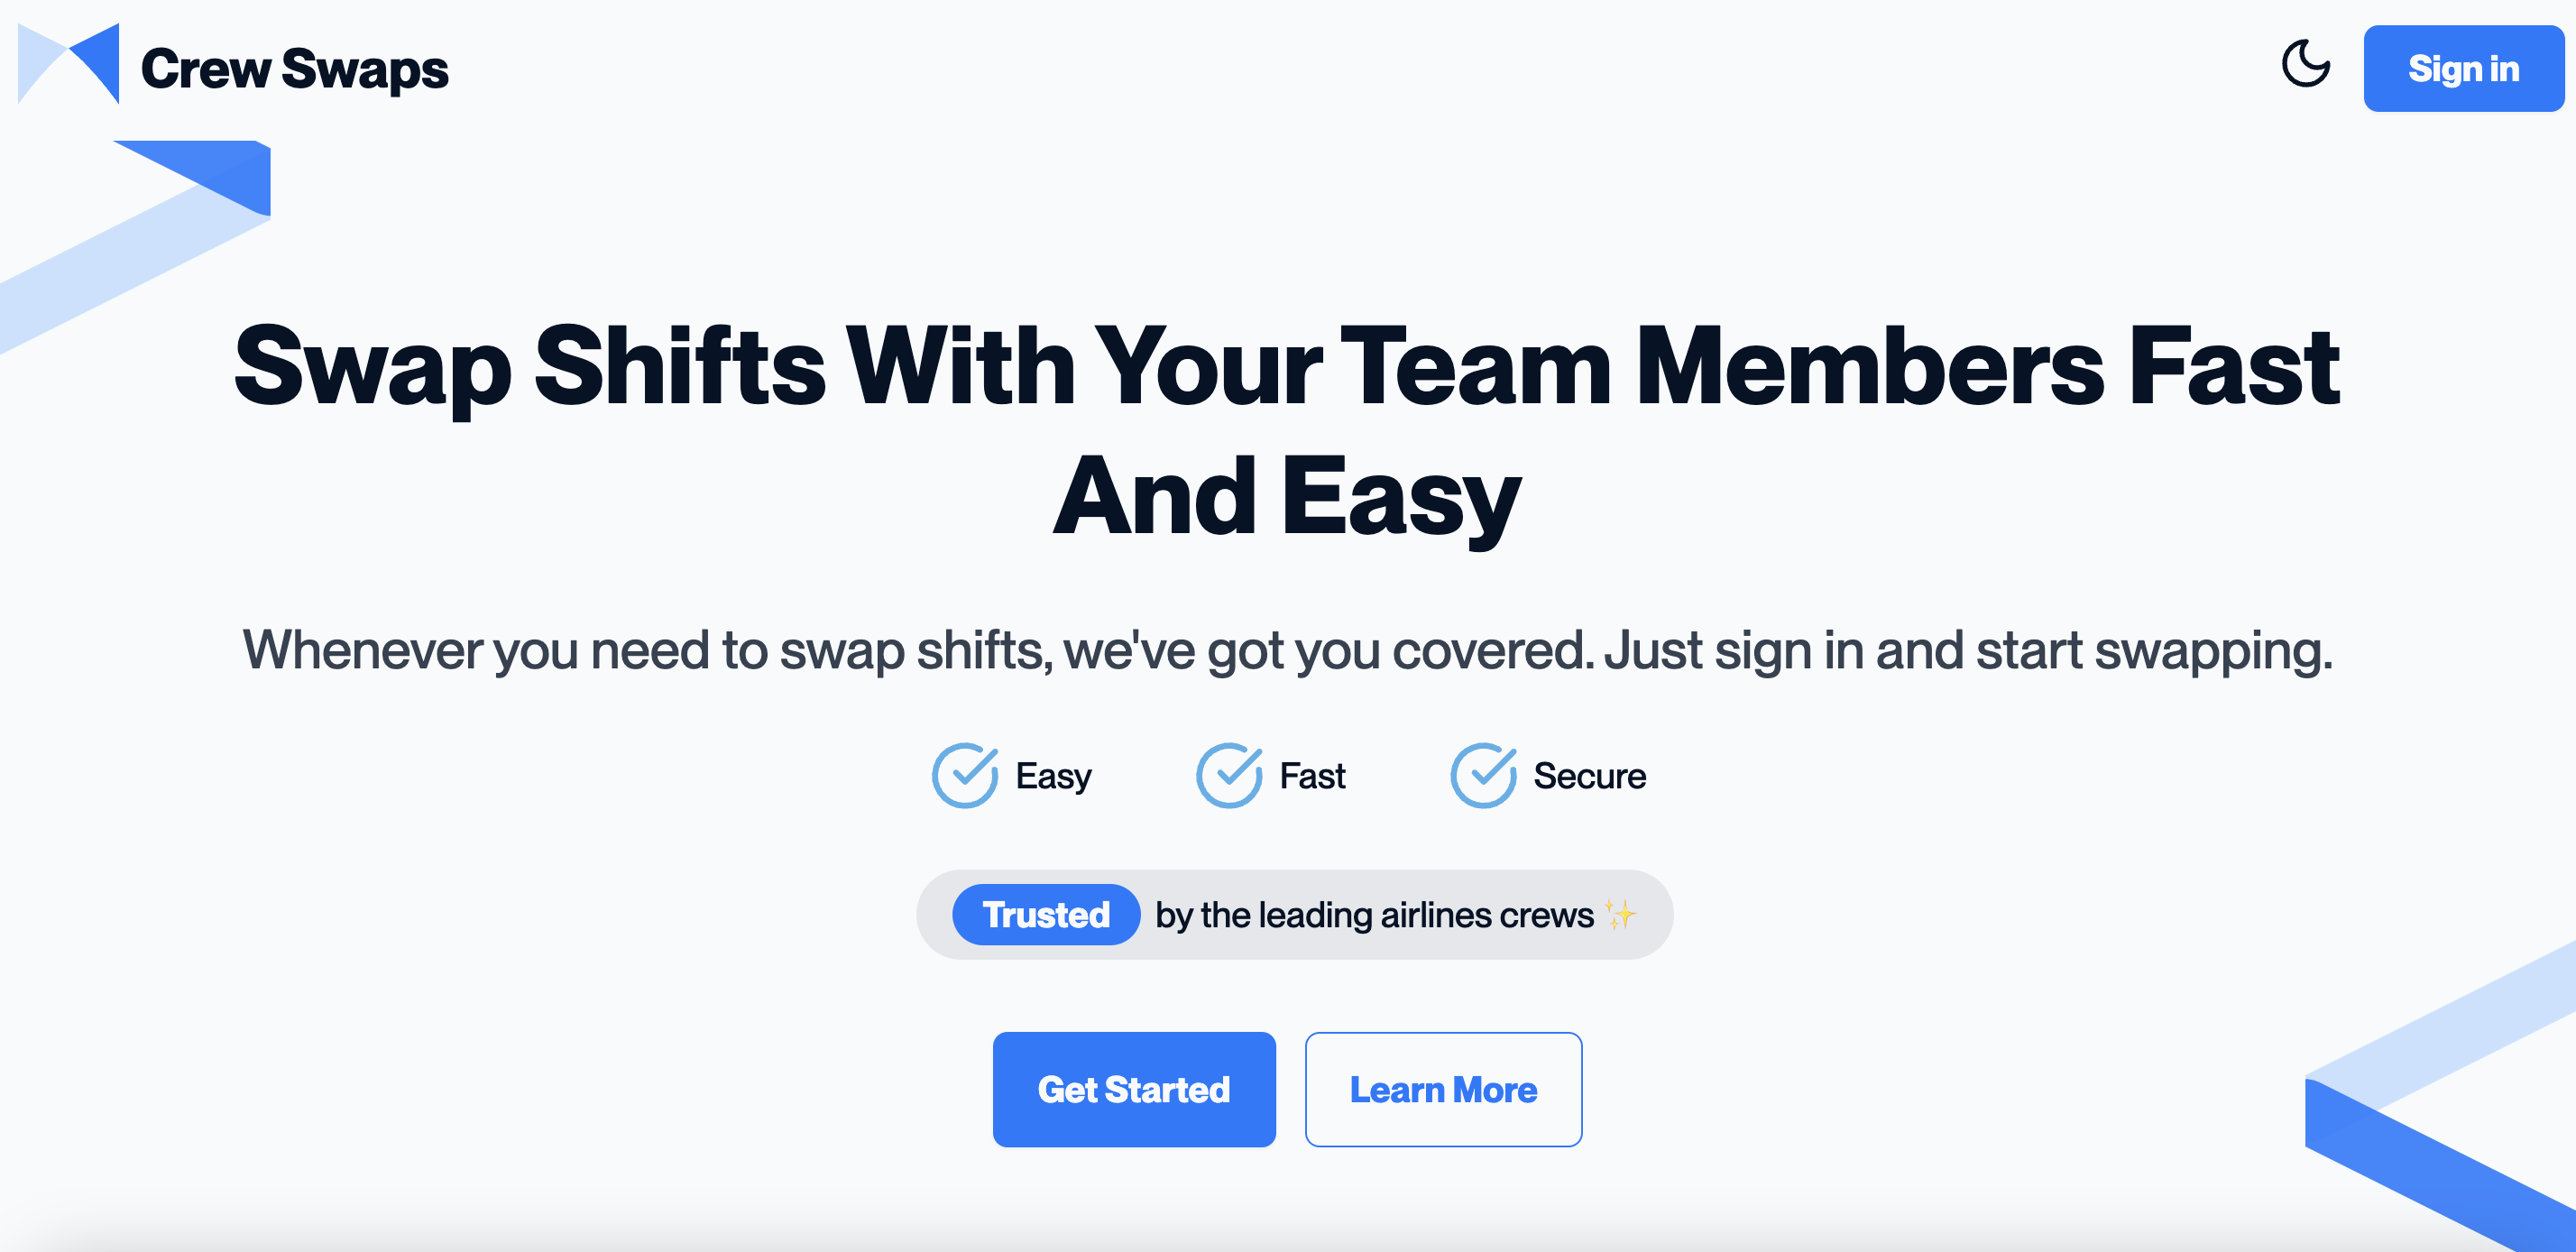 Crew Swaps
Sign in
Swap Shifts With Your Team Members Fast
And Easy
Whenever you need to swap shifts, we've got you covered. Just sign in and start swapping.
Easy
Fast
Secure
Trusted by the leading airlines crews ✨
Get Started
Learn More